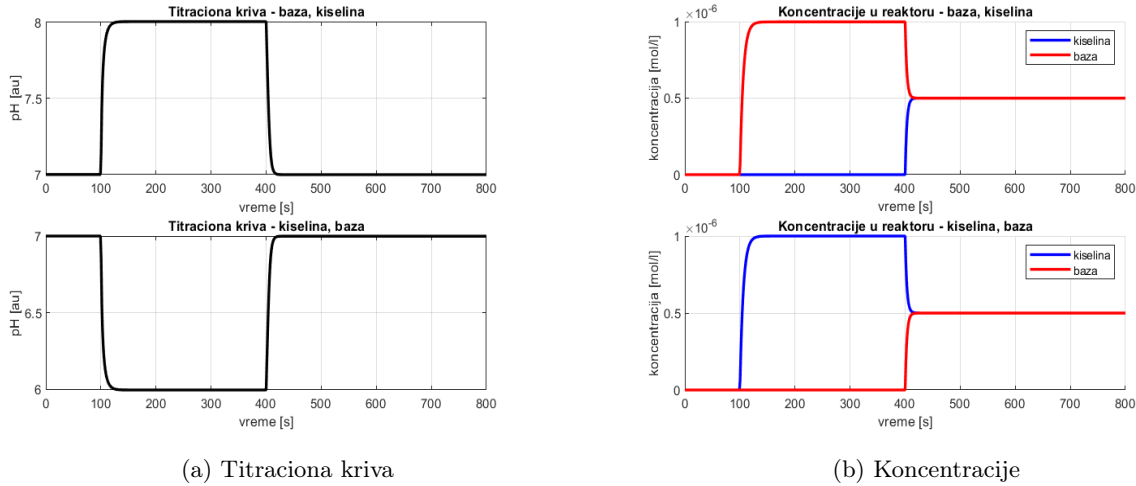 Titraciona kriva - baza, kiselina
8
7.5
7
pH [au]
0 100 200 300 400 500 600 700 800
vreme [s]
Titraciona kriva - kiselina, baza
7
6.5
6
pH [au]
0 100 200 300 400 500 600 700 800
vreme [s]
(a) Titraciona kriva
Koncentracije u reaktoru - baza, kiselina
×10⁻⁶
1
0.5
0
koncentracija [mol/l]
kiselina
baza
0 100 200 300 400 500 600 700 800
vreme [s]
Koncentracije u reaktoru - kiselina, baza
×10⁻⁶
1
0.5
0
koncentracija [mol/l]
kiselina
baza
0 100 200 300 400 500 600 700 800
vreme [s]
(b) Koncentracije